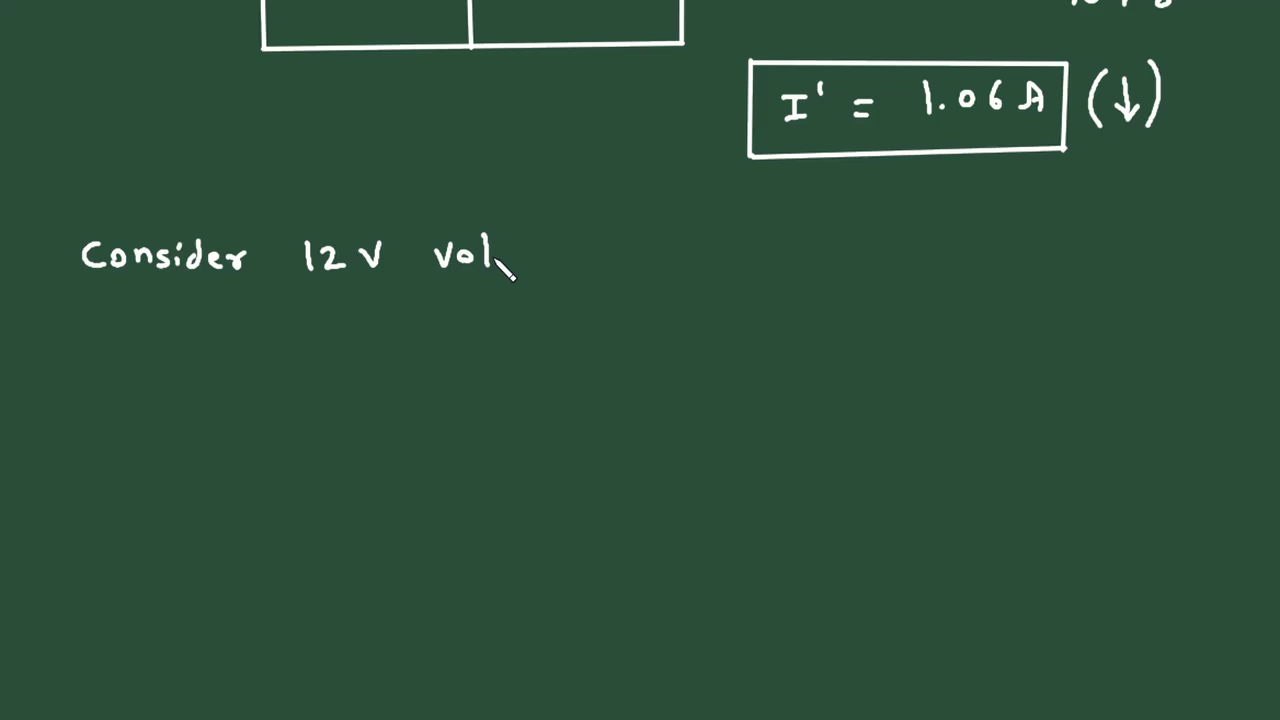 I' = 1.06 A (↓)
Consider 12 V vol